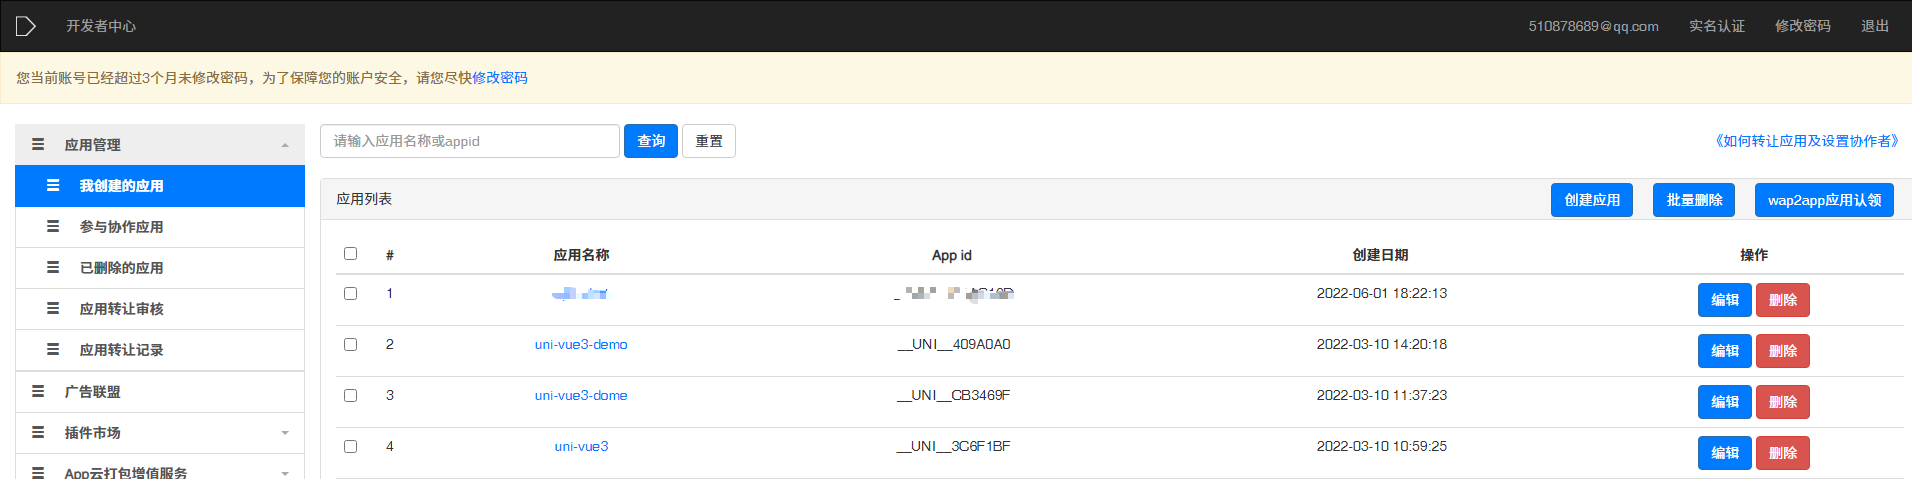 开发者中心 510878689@qq.com 实名认证 修改密码 退出
您当前账号已经超过3个月未修改密码，为了保障您的账户安全，请您尽快修改密码
应用管理
我创建的应用
参与协作应用
已删除的应用
应用转让审核
应用转让记录
广告联盟
插件市场
App云打包增值服务
请输入应用名称或appid 查询 重置 《如何转让应用及设置协作者》
应用列表 创建应用 批量删除 wap2app应用认领
# 应用名称 App id 创建日期 操作
1 2022-06-01 18:22:13 编辑 删除
2 uni-vue3-demo __UNI__409A0A0 2022-03-10 14:20:18 编辑 删除
3 uni-vue3-dome __UNI__CB3469F 2022-03-10 11:37:23 编辑 删除
4 uni-vue3 __UNI__3C6F1BF 2022-03-10 10:59:25 编辑 删除